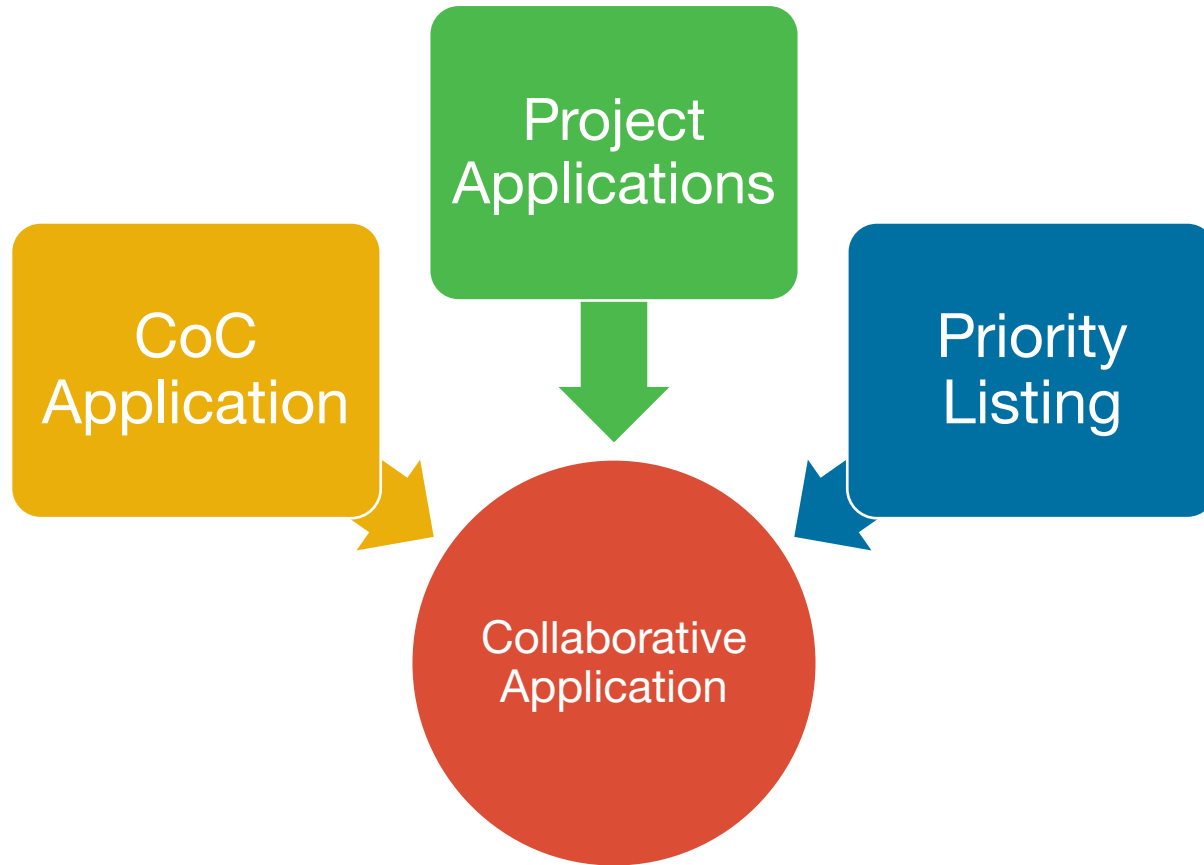 Project
Applications
CoC
Application
Priority
Listing
Collaborative
Application